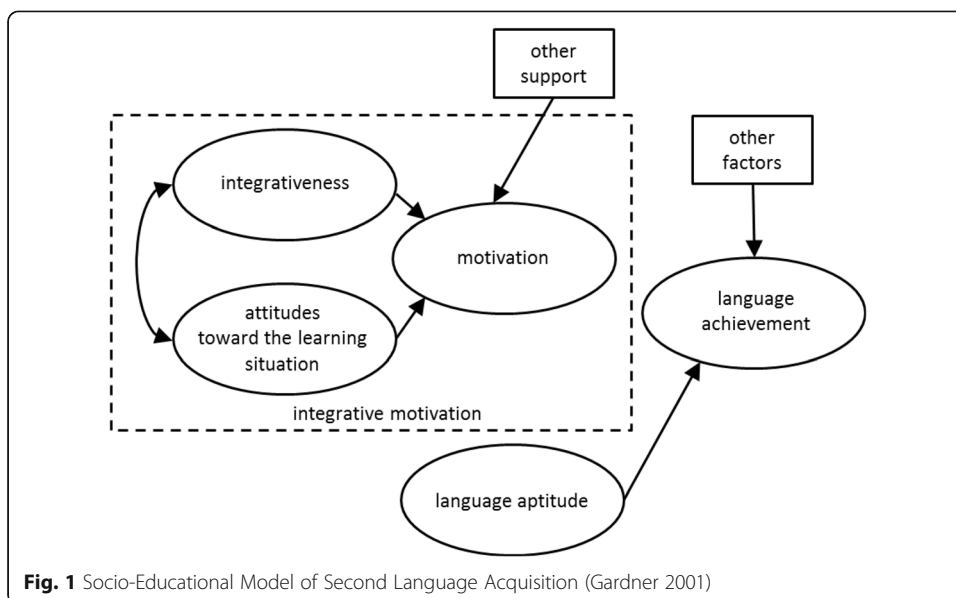 other
support
other
factors
integrativeness
motivation
attitudes
toward the learning
situation
language
achievement
integrative motivation
language aptitude
Fig. 1 Socio-Educational Model of Second Language Acquisition (Gardner 2001)